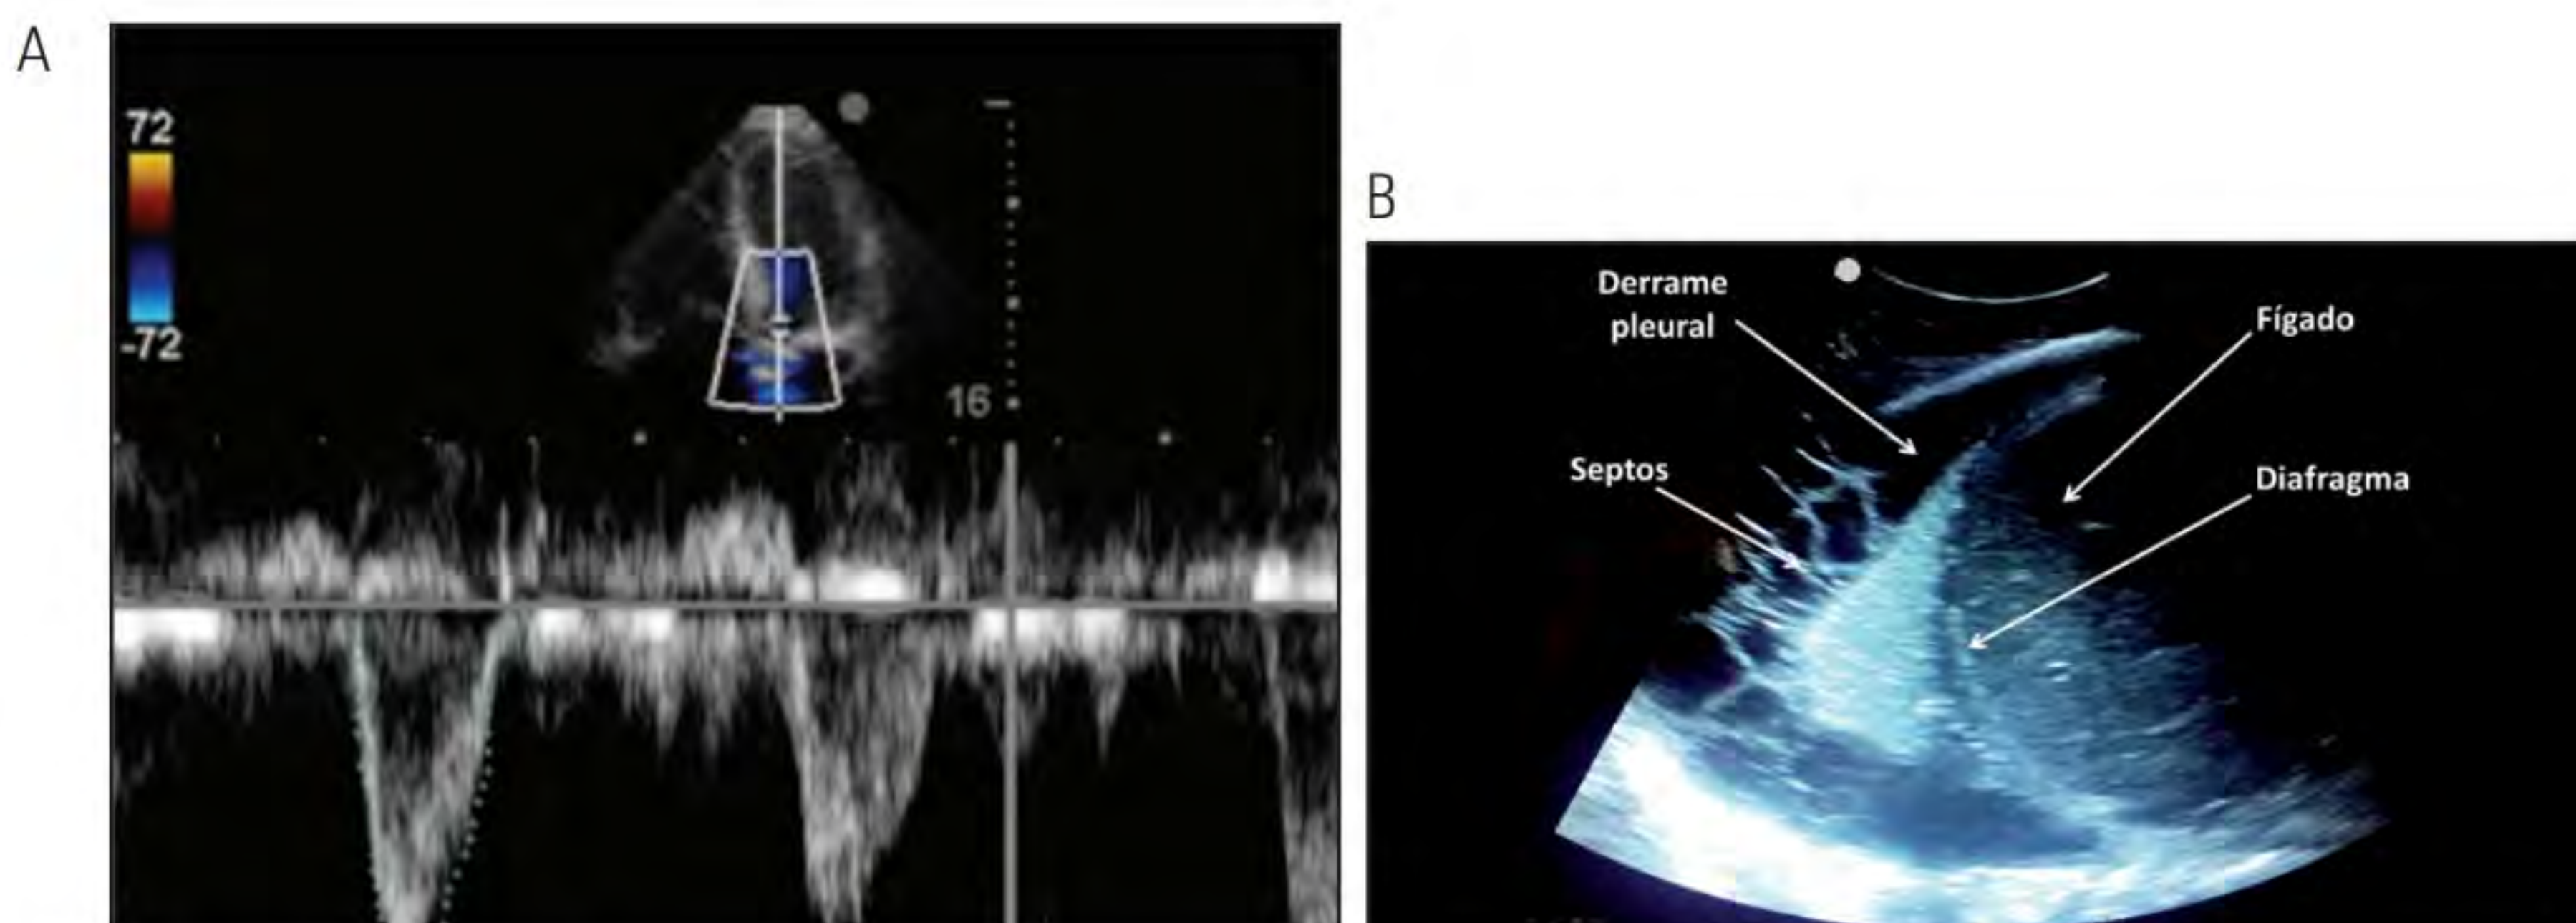 A
72
-72
16
B
Derrame
pleural
Fígado
Septos
Diafragma